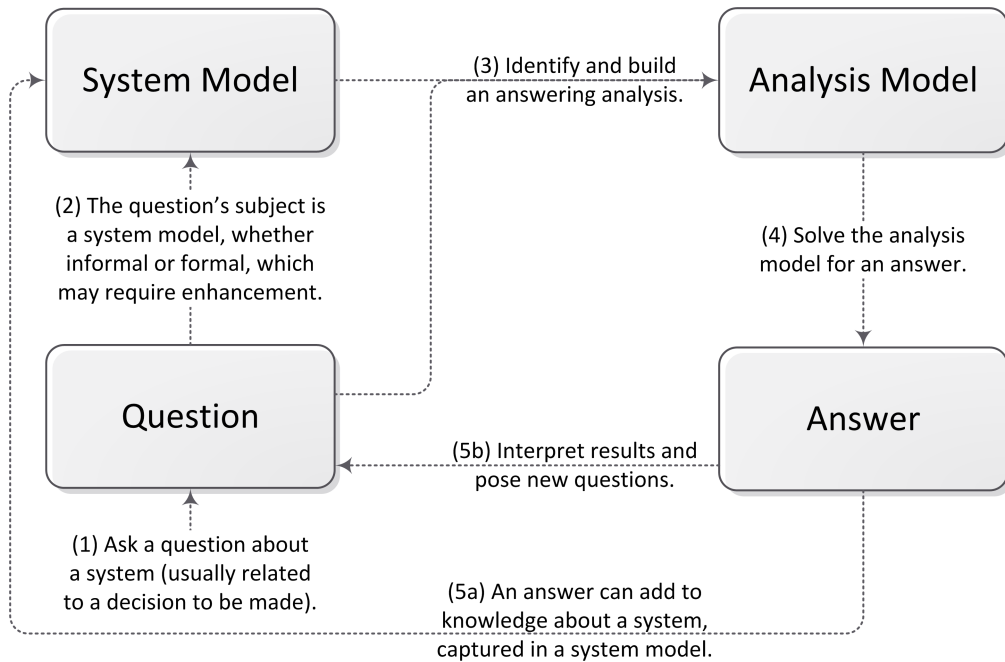 System Model
(3) Identify and build
an answering analysis.
Analysis Model
(2) The question’s subject is
a system model, whether
informal or formal, which
may require enhancement.
(4) Solve the analysis
model for an answer.
Question
(5b) Interpret results and
pose new questions.
Answer
(1) Ask a question about
a system (usually related
to a decision to be made).
(5a) An answer can add to
knowledge about a system,
captured in a system model.